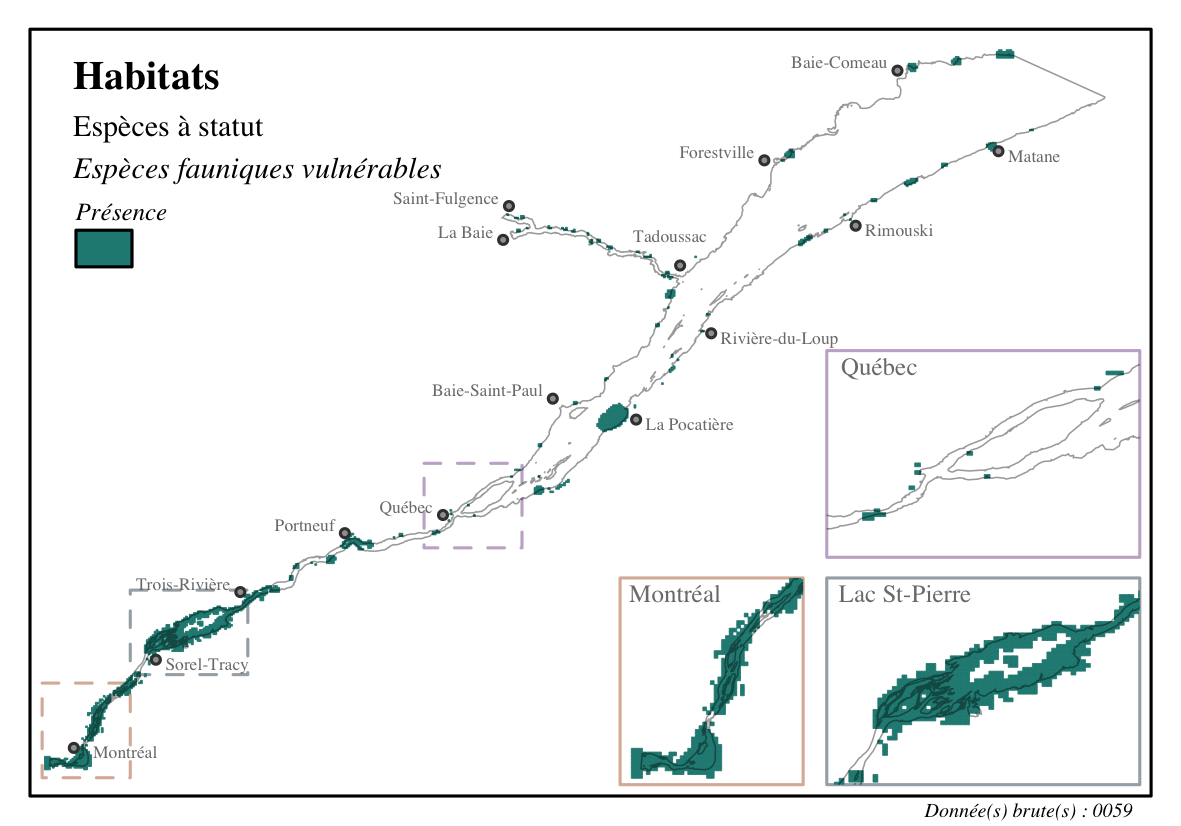 Habitats
Espèces à statut
Espèces fauniques vulnérables
Présence
Baie-Comeau
Forestville
Matane
Saint-Fulgence
La Baie
Tadoussac
Rimouski
Rivière-du-Loup
Baie-Saint-Paul
La Pocatière
Québec
Portneuf
Trois-Rivière
Sorel-Tracy
Montréal
Québec
Montréal
Lac St-Pierre
Donnée(s) brute(s) : 0059